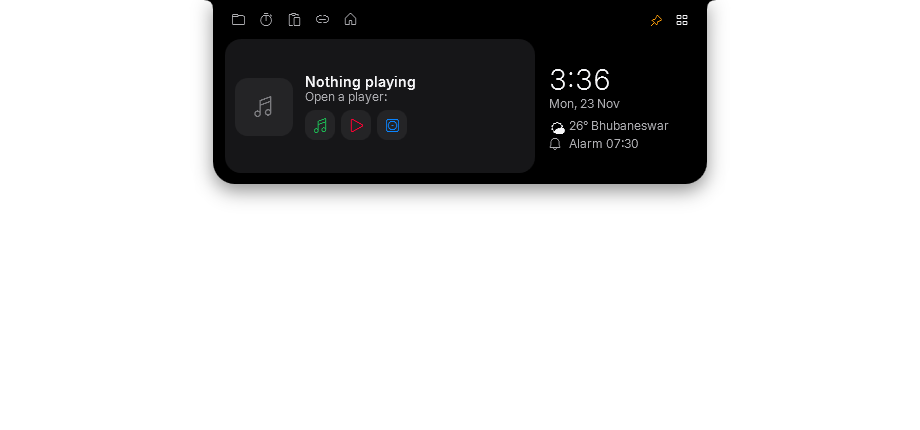 Nothing playing
Open a player:
3:36
Mon, 23 Nov
26° Bhubaneswar
Alarm 07:30